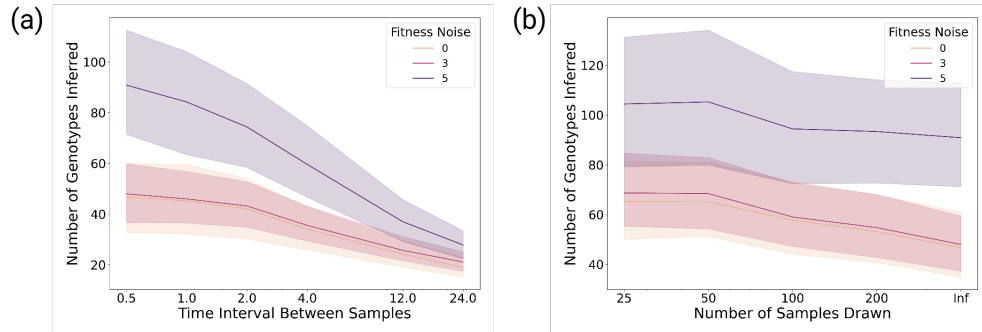 (a)
Number of Genotypes Inferred
100
80
60
40
20
0.5 1.0 2.0 4.0 12.0 24.0
Time Interval Between Samples
Fitness Noise
0
3
5
(b)
Number of Genotypes Inferred
120
100
80
60
40
25 50 100 200 Inf
Number of Samples Drawn
Fitness Noise
0
3
5